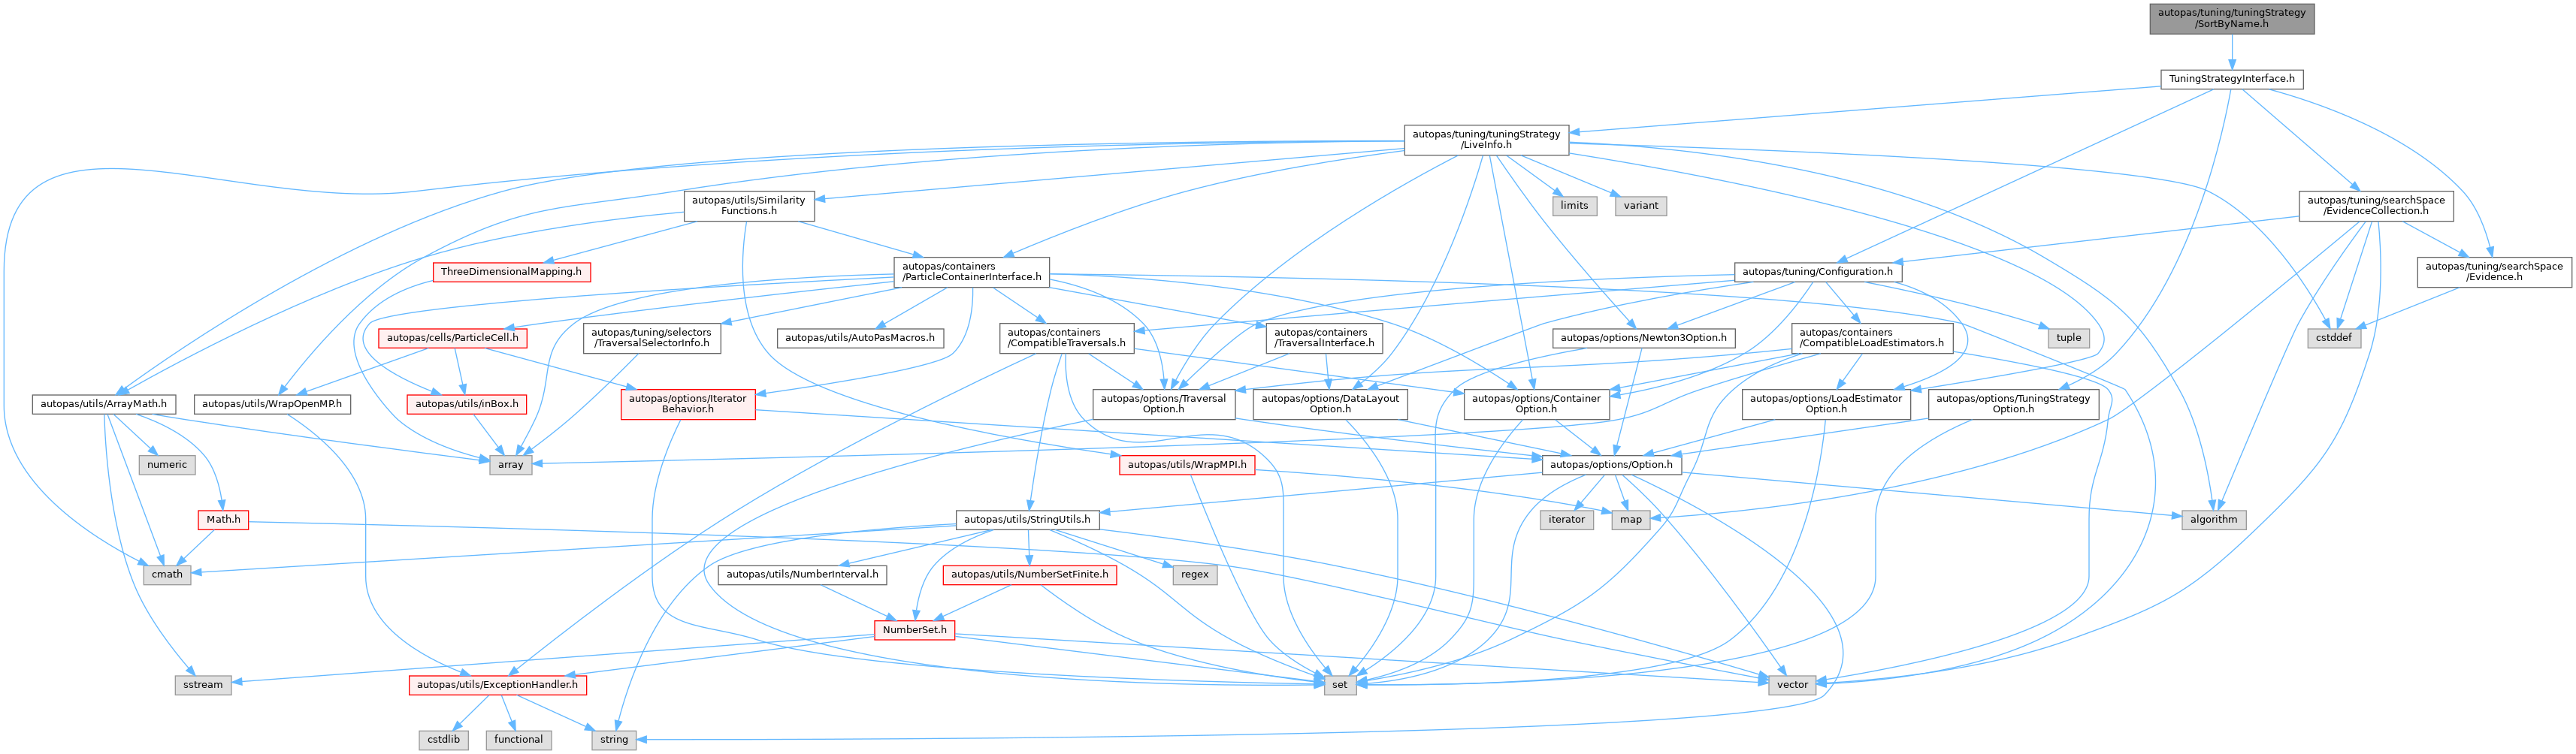 autopas/tuning/tuningStrategy
/SortByName.h
TuningStrategyInterface.h
autopas/tuning/tuningStrategy
/LiveInfo.h
autopas/utils/Similarity
Functions.h
limits
variant
autopas/tuning/searchSpace
/EvidenceCollection.h
ThreeDimensionalMapping.h
autopas/containers
/ParticleContainerInterface.h
autopas/tuning/Configuration.h
autopas/tuning/searchSpace
/Evidence.h
autopas/cells/ParticleCell.h
autopas/tuning/selectors
/TraversalSelectorInfo.h
autopas/utils/AutoPasMacros.h
autopas/containers
/CompatibleTraversals.h
autopas/containers
/TraversalInterface.h
autopas/options/Newton3Option.h
autopas/containers
/CompatibleLoadEstimators.h
tuple
cstddef
autopas/utils/ArrayMath.h
autopas/utils/WrapOpenMP.h
autopas/utils/inBox.h
autopas/options/Iterator
Behavior.h
autopas/options/Traversal
Option.h
autopas/options/DataLayout
Option.h
autopas/options/Container
Option.h
autopas/options/LoadEstimator
Option.h
autopas/options/TuningStrategy
Option.h
numeric
array
autopas/utils/WrapMPI.h
autopas/options/Option.h
Math.h
autopas/utils/StringUtils.h
iterator
map
algorithm
cmath
autopas/utils/NumberInterval.h
autopas/utils/NumberSetFinite.h
regex
NumberSet.h
sstream
autopas/utils/ExceptionHandler.h
set
vector
cstdlib
functional
string